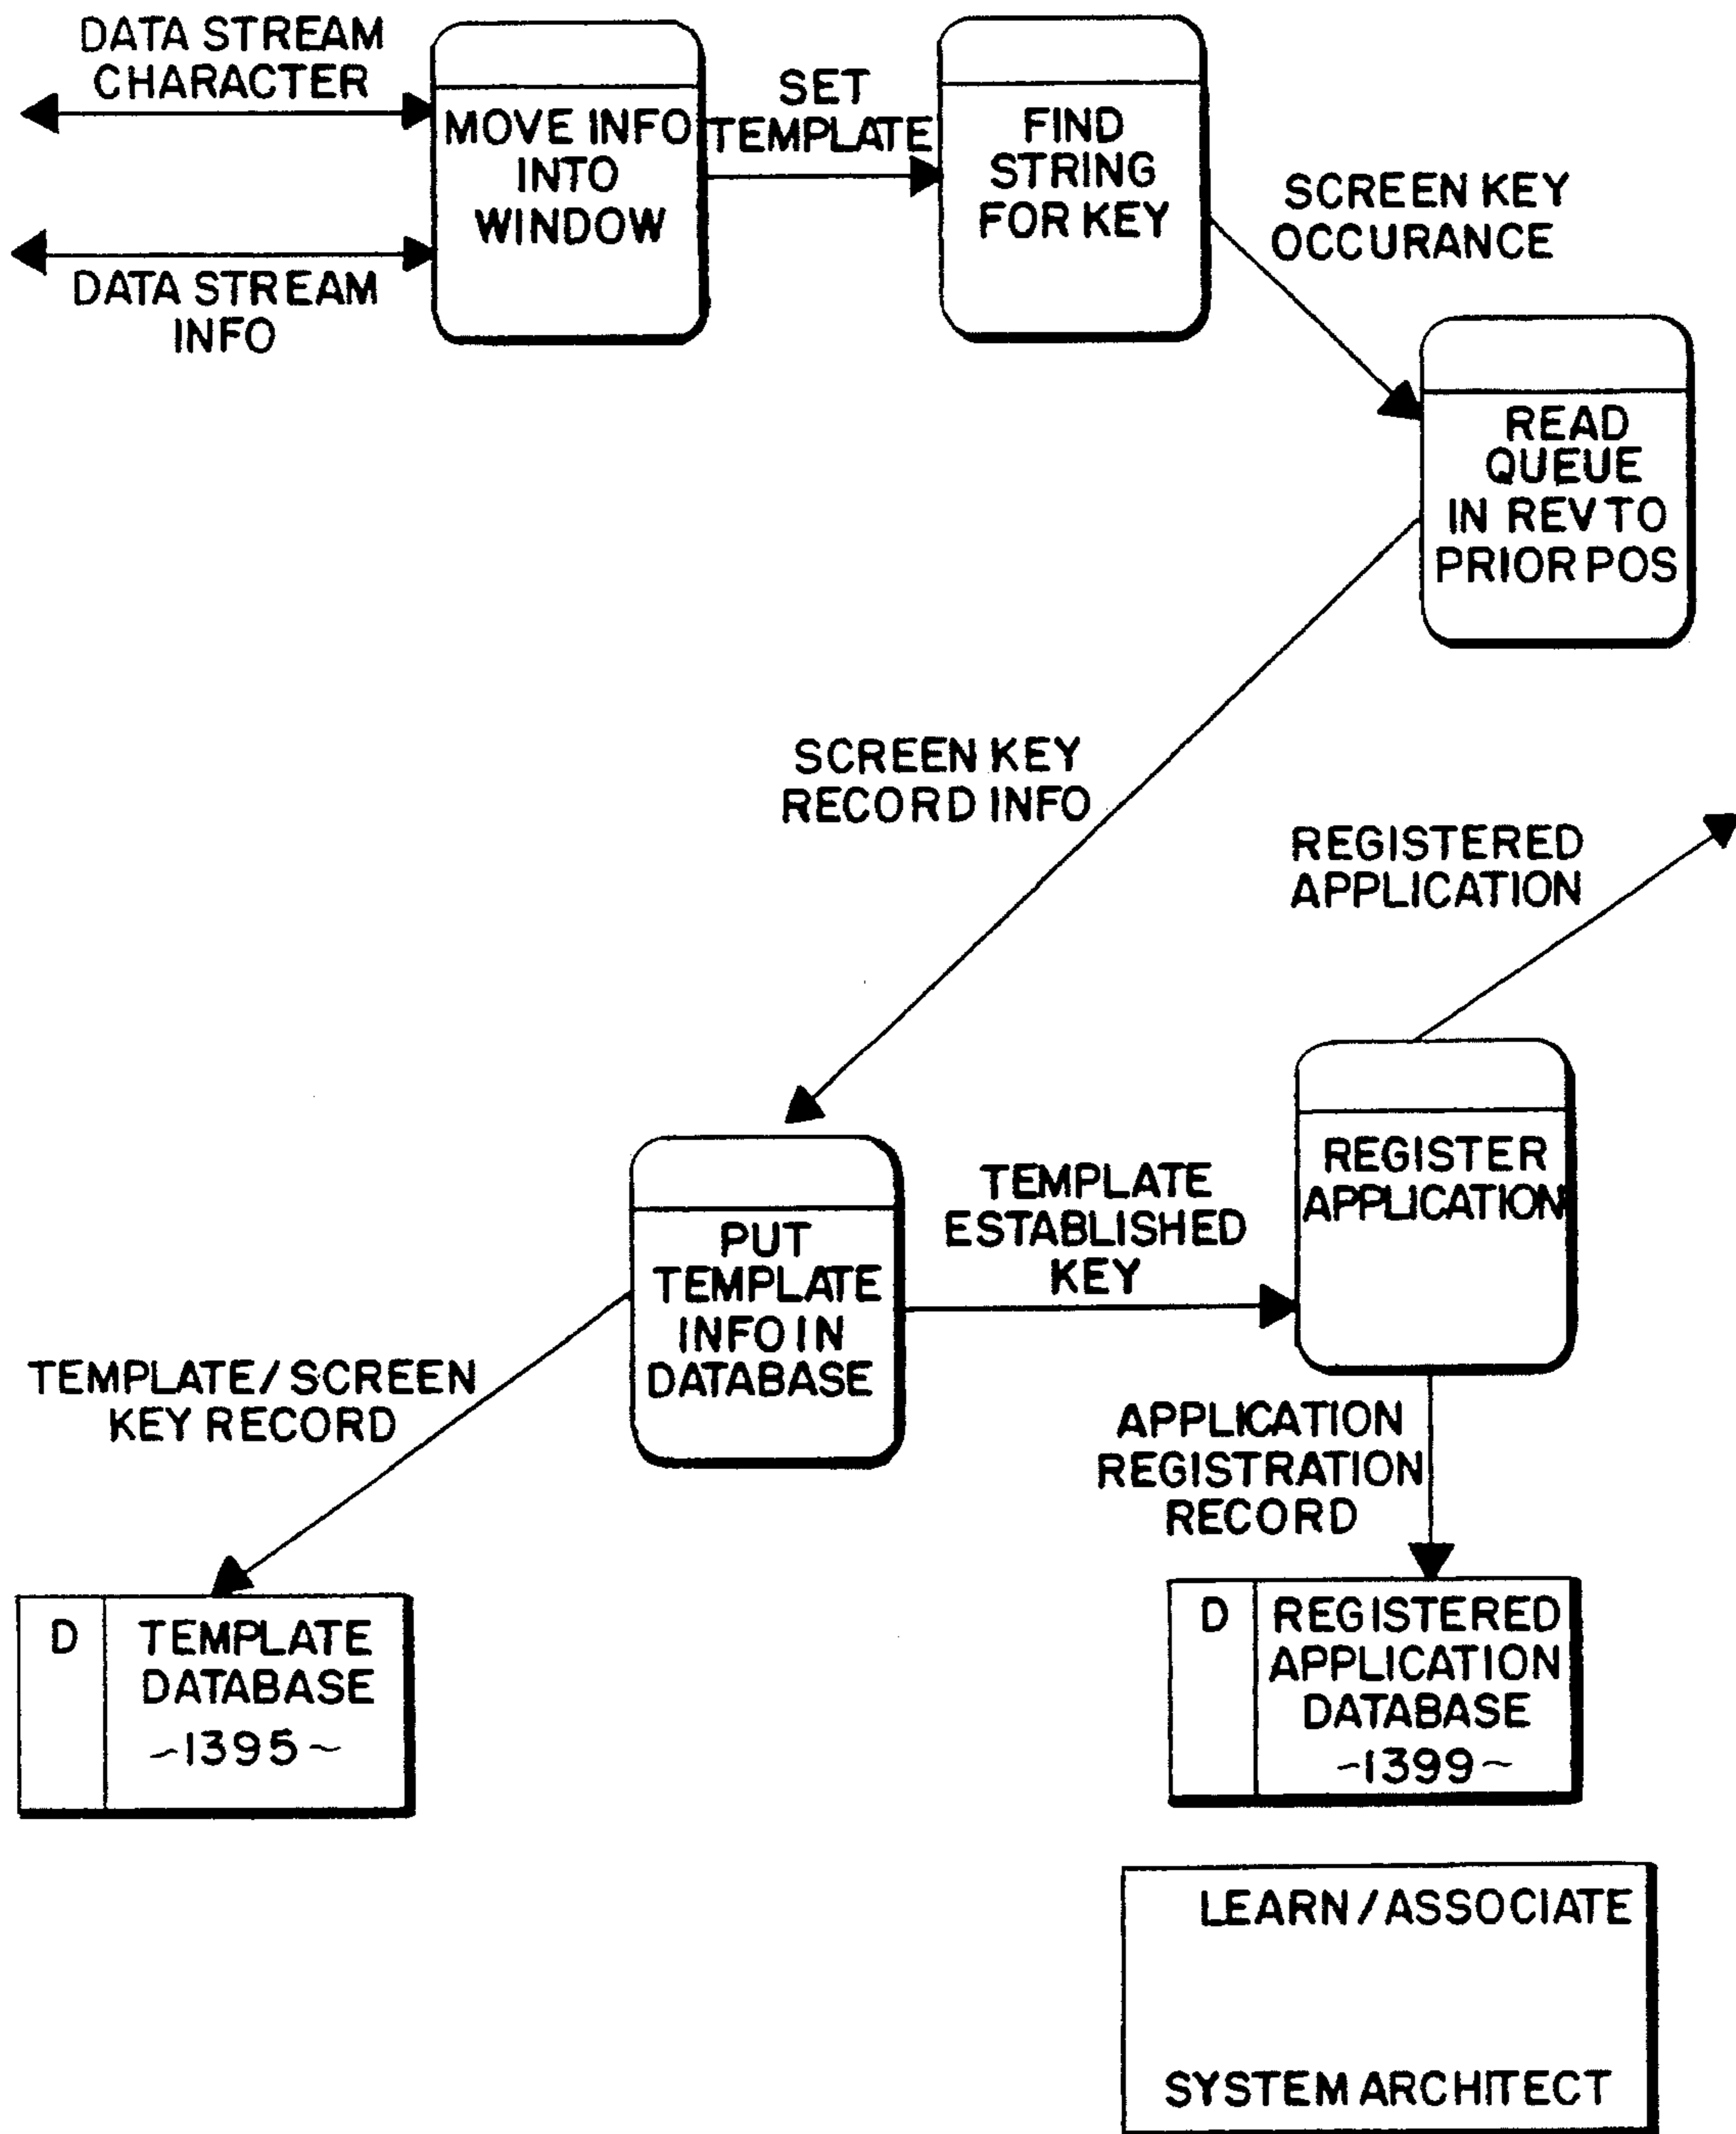 DATA STREAM
CHARACTER
DATA STREAM
INFO
MOVE INFO
INTO
WINDOW
SET
TEMPLATE
FIND
STRING
FOR KEY
SCREEN KEY
OCCURANCE
READ
QUEUE
IN REV TO
PRIOR POS
SCREEN KEY
RECORD INFO
REGISTERED
APPLICATION
REGISTER
APPLICATION
TEMPLATE
ESTABLISHED
KEY
PUT
TEMPLATE
INFO IN
DATABASE
TEMPLATE/SCREEN
KEY RECORD
APPLICATION
REGISTRATION
RECORD
D
TEMPLATE
DATABASE
~1395~
D
REGISTERED
APPLICATION
DATABASE
~1399~
LEARN/ASSOCIATE
SYSTEM ARCHITECT